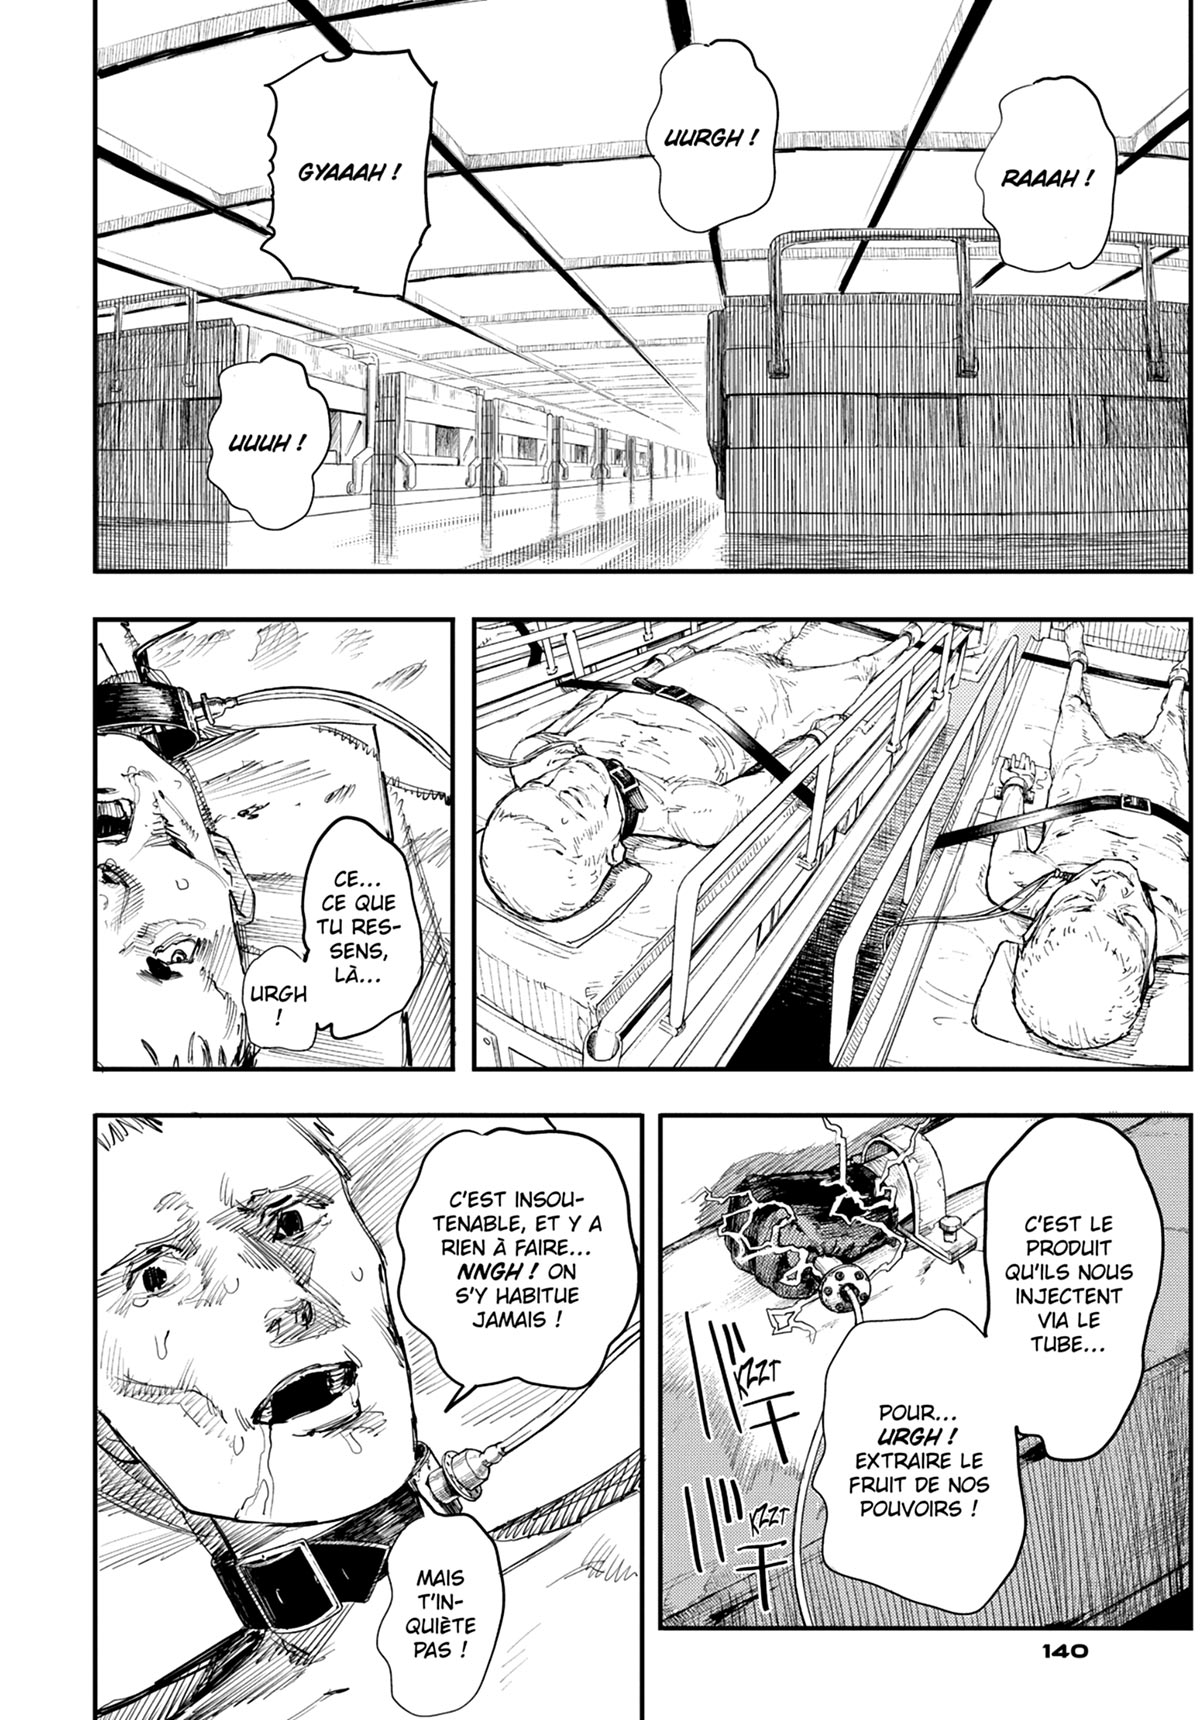 RAAAH !
UURGH !
GYAAAH !
UUUH !
CE...
CE QUE
TU RES-
SENS,
LÀ...
URGH
!
C'EST LE
PRODUIT
QU'ILS NOUS
INJECTENT
VIA LE
TUBE...
POUR...
URGH !
EXTRAIRE LE
FRUIT DE NOS
POUVOIRS !
KZZT
KZZT
C'EST INSOU-
TENABLE, ET Y A
RIEN À FAIRE...
NNGH ! ON
S'Y HABITUE
JAMAIS !
MAIS
T'IN-
QUIÈTE
PAS !
140